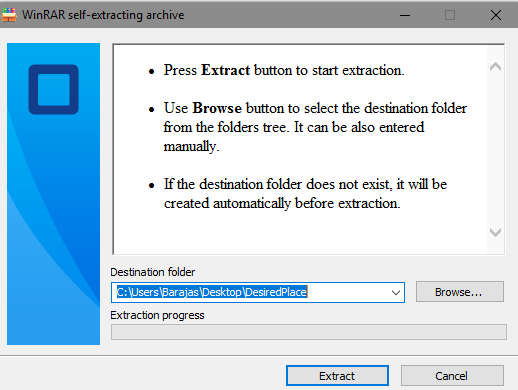 WinRAR self-extracting archive
• Press Extract button to start extraction.
• Use Browse button to select the destination folder
from the folders tree. It can be also entered
manually.
• If the destination folder does not exist, it will be
created automatically before extraction.
Destination folder
C:\Users\Barajas\Desktop\DesiredPlace
Browse...
Extraction progress
Extract
Cancel